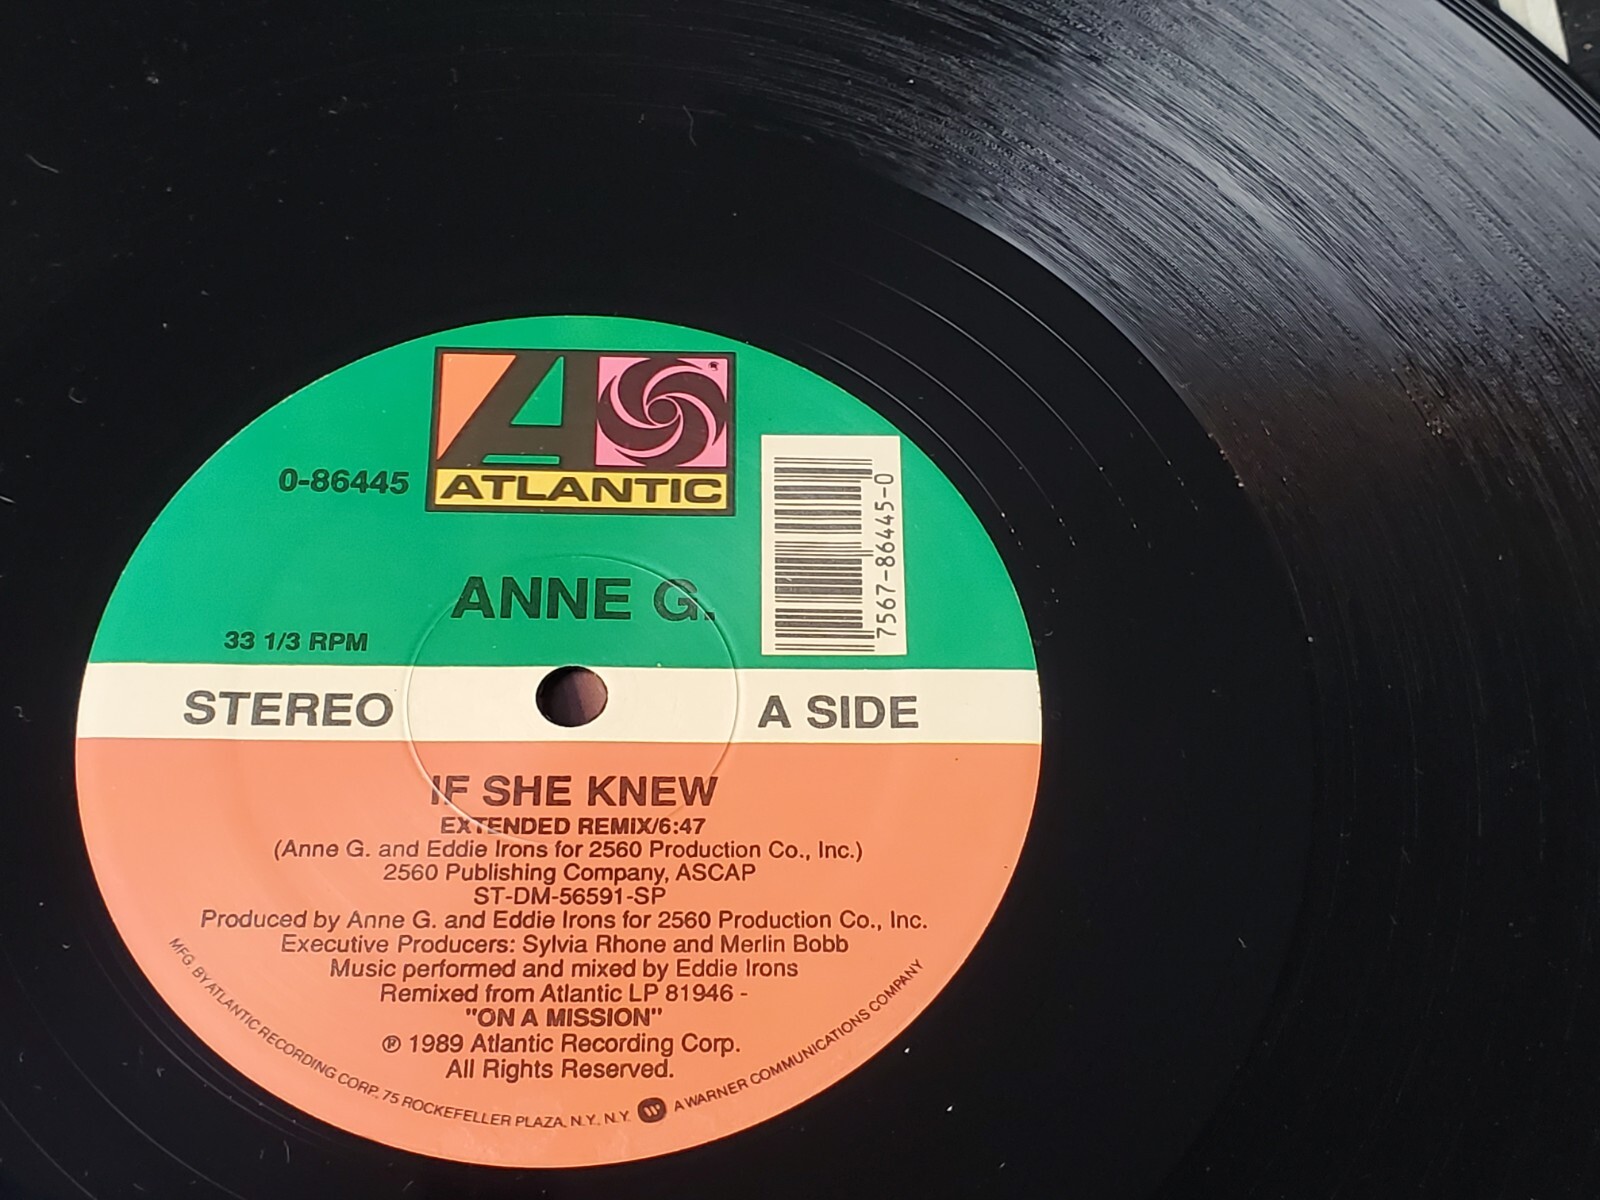 ATLANTIC
0-86445
7567-86445-0
ANNE G.
33 1/3 RPM
STEREO
A SIDE
IF SHE KNEW
EXTENDED REMIX/6:47
(Anne G. and Eddie Irons for 2560 Production Co., Inc.)
2560 Publishing Company, ASCAP
ST-DM-56591-SP
Produced by Anne G. and Eddie Irons for 2560 Production Co., Inc.
Executive Producers: Sylvia Rhone and Merlin Bobb
Music performed and mixed by Eddie Irons
Remixed from Atlantic LP 81946 -
"ON A MISSION"
℗ 1989 Atlantic Recording Corp.
All Rights Reserved.
MFG. BY ATLANTIC RECORDING CORP., 75 ROCKEFELLER PLAZA, N.Y., N.Y. A WARNER COMMUNICATIONS COMPANY